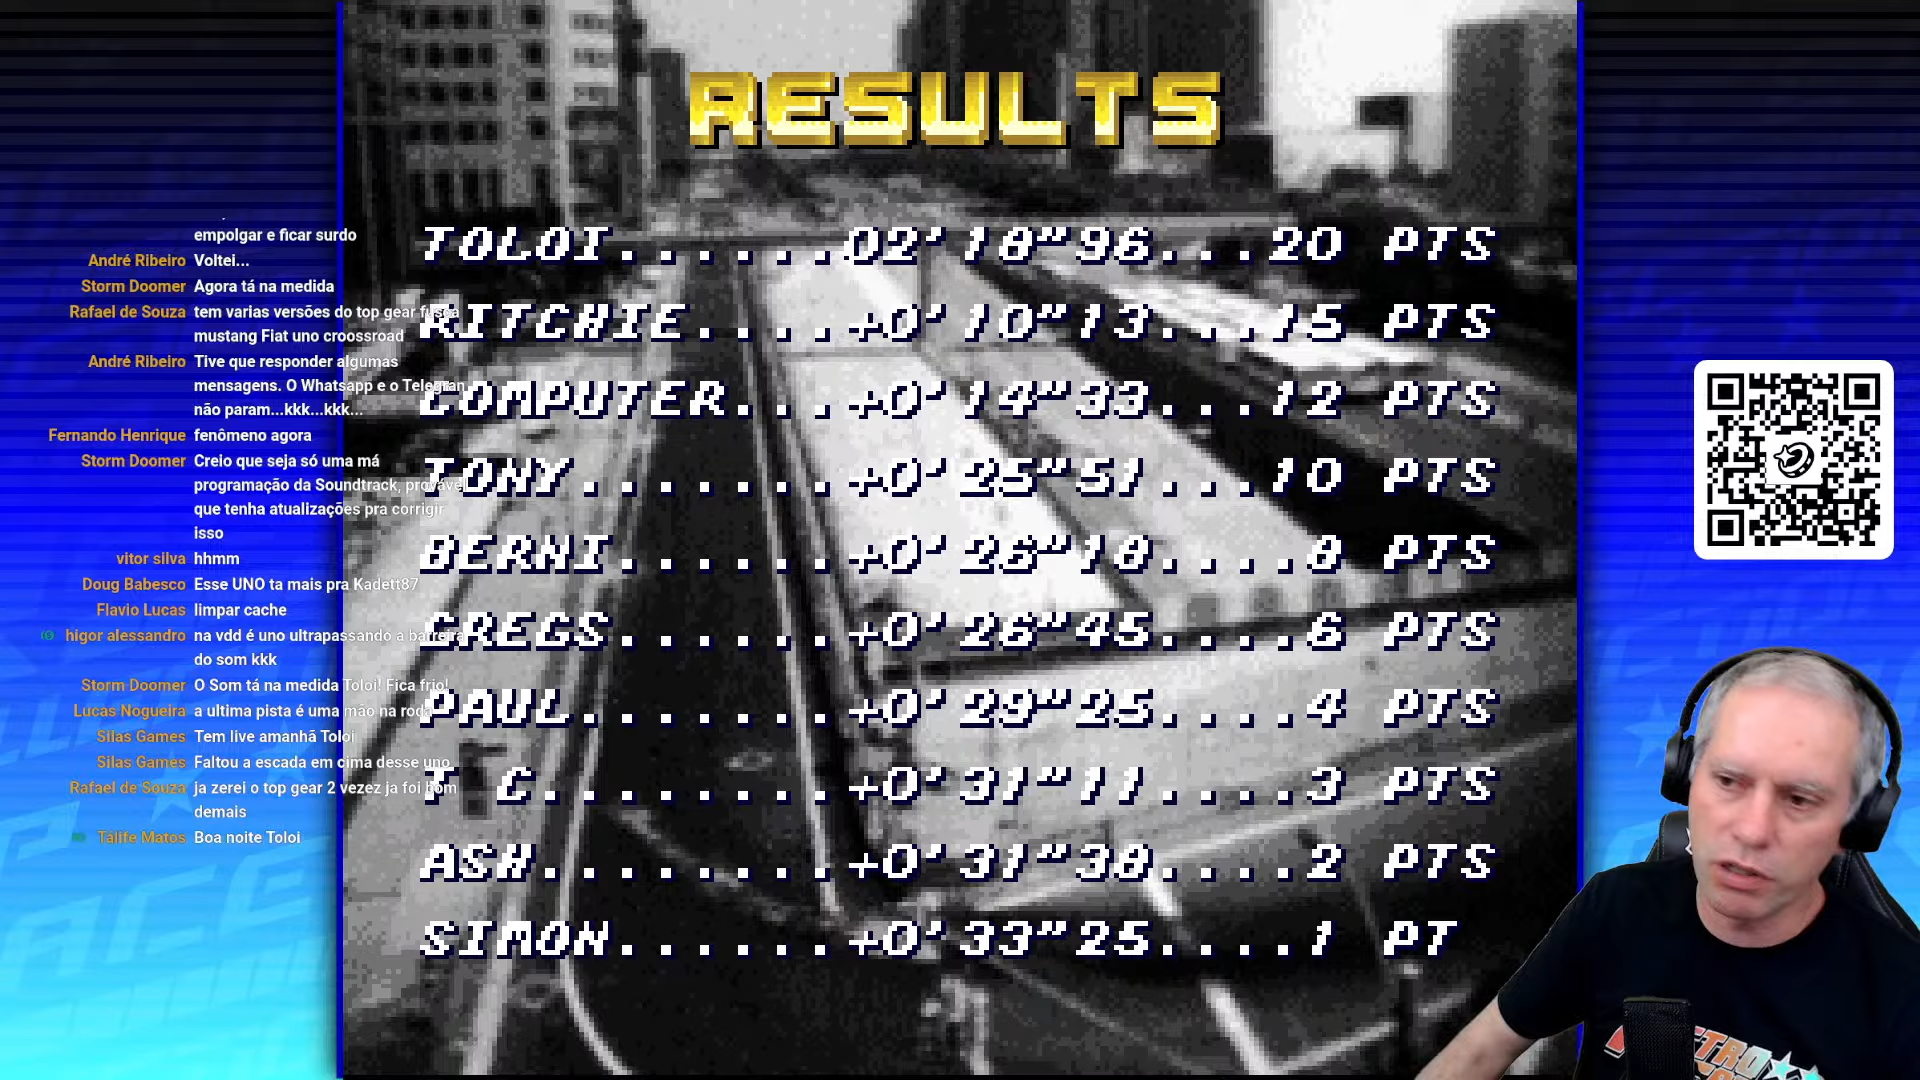 RESULTS
TOLOI......02'18"96...20 PTS
RITCHIE....+0'10"13...15 PTS
COMPUTER...+0'14"33...12 PTS
TONY.......+0'25"51...10 PTS
BERNI......+0'26"18....8 PTS
GREGS......+0'26"45....6 PTS
PAUL.......+0'29"25....4 PTS
T C........+0'31"11....3 PTS
ASH........+0'31"38....2 PTS
SIMON......+0'33"25....1 PT
empolgar e ficar surdo
André Ribeiro Voltei...
Storm Doomer Agora tá na medida
Rafael de Souza tem varias versões do top gear fusca
mustang Fiat uno croossroad
André Ribeiro Tive que responder algumas
mensagens. O Whatsapp e o Telegran
não param...kkk...kkk...
Fernando Henrique fenômeno agora
Storm Doomer Creio que seja só uma má
programação da Soundtrack, provável
que tenha atualizações pra corrigir
isso
vitor silva hhmm
Doug Babesco Esse UNO ta mais pra Kadett87
Flavio Lucas limpar cache
higor alessandro na vdd é uno ultrapassando a barreira
do som kkk
Storm Doomer O Som tá na medida Toloi! Fica frio!
Lucas Nogueira a ultima pista é uma mão na roda
Silas Games Tem live amanhã Toloi
Silas Games Faltou a escada em cima desse uno
Rafael de Souza ja zerei o top gear 2 vezez ja foi bom
demais
Talife Matos Boa noite Toloi